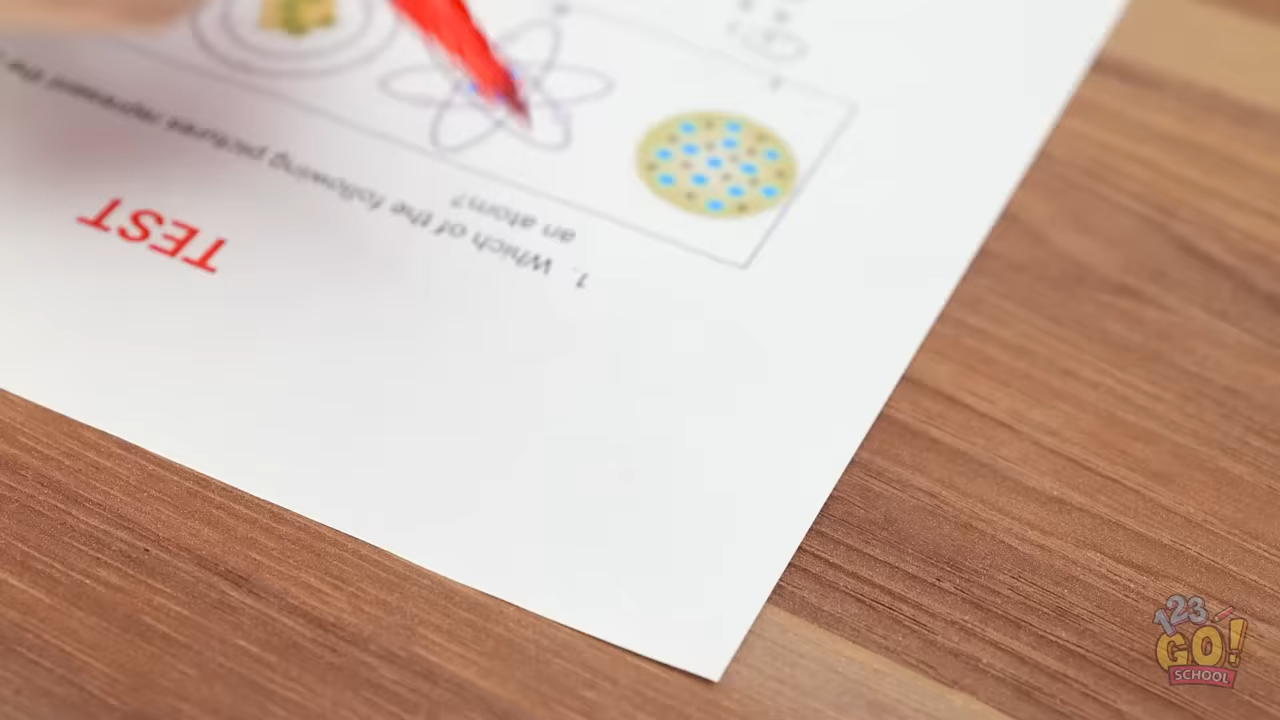 TEST
1. Which of the following pictures represent the
an atom?
123
GO!
SCHOOL